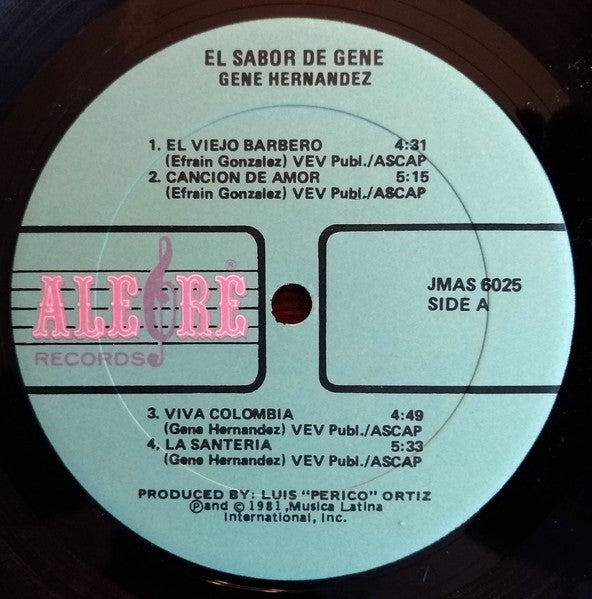 EL SABOR DE GENE
GENE HERNANDEZ
1. EL VIEJO BARBERO 4:31
(Efrain Gonzalez) VEV Publ./ASCAP
2. CANCION DE AMOR 5:15
(Efrain Gonzalez) VEV Publ./ASCAP
ALEGRE ®
RECORDS
JMAS 6025
SIDE A
3. VIVA COLOMBIA 4:49
(Gene Hernandez) VEV Publ./ASCAP
4. LA SANTERIA 5:33
(Gene Hernandez) VEV Publ./ASCAP
PRODUCED BY: LUIS "PERICO" ORTIZ
℗and ©1981,Musica Latina
International, Inc.